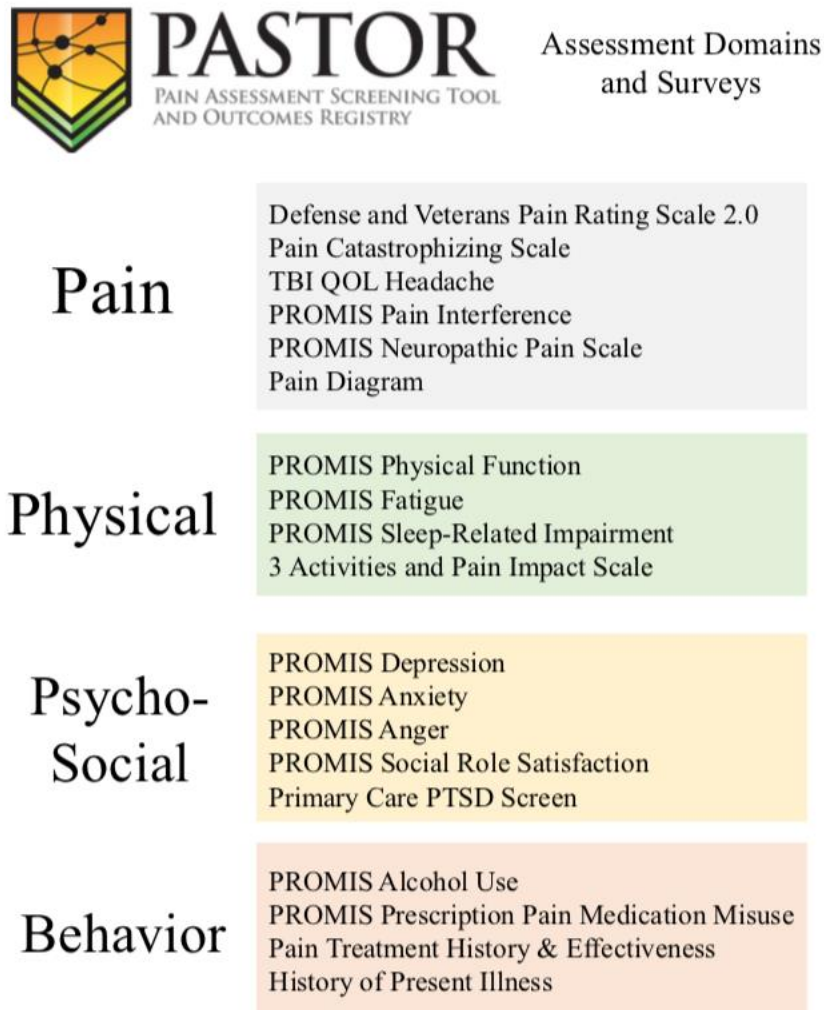 PASTOR
PAIN ASSESSMENT SCREENING TOOL
AND OUTCOMES REGISTRY
Assessment Domains
and Surveys
Pain
Defense and Veterans Pain Rating Scale 2.0
Pain Catastrophizing Scale
TBI QOL Headache
PROMIS Pain Interference
PROMIS Neuropathic Pain Scale
Pain Diagram
Physical
PROMIS Physical Function
PROMIS Fatigue
PROMIS Sleep-Related Impairment
3 Activities and Pain Impact Scale
Psycho-
Social
PROMIS Depression
PROMIS Anxiety
PROMIS Anger
PROMIS Social Role Satisfaction
Primary Care PTSD Screen
Behavior
PROMIS Alcohol Use
PROMIS Prescription Pain Medication Misuse
Pain Treatment History & Effectiveness
History of Present Illness